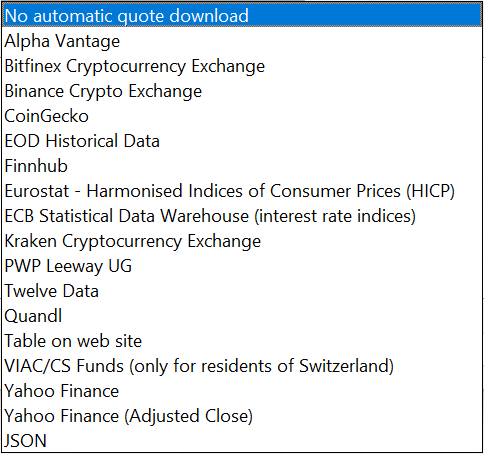 No automatic quote download
Alpha Vantage
Bitfinex Cryptocurrency Exchange
Binance Crypto Exchange
CoinGecko
EOD Historical Data
Finnhub
Eurostat - Harmonised Indices of Consumer Prices (HICP)
ECB Statistical Data Warehouse (interest rate indices)
Kraken Cryptocurrency Exchange
PWP Leeway UG
Twelve Data
Quandl
Table on web site
VIAC/CS Funds (only for residents of Switzerland)
Yahoo Finance
Yahoo Finance (Adjusted Close)
JSON